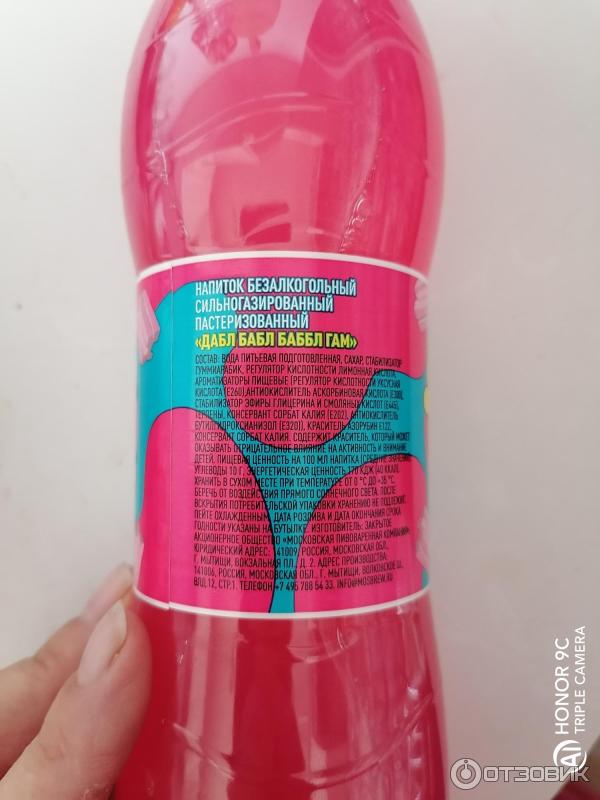 НАПИТОК БЕЗАЛКОГОЛЬНЫЙ
СИЛЬНОГАЗИРОВАННЫЙ
ПАСТЕРИЗОВАННЫЙ
«ДАБЛ БАБЛ БАББЛ ГАМ»
СОСТАВ: ВОДА ПИТЬЕВАЯ ПОДГОТОВЛЕННАЯ, САХАР, СТАБИЛИЗАТОР
ГУММИАРАБИК, РЕГУЛЯТОР КИСЛОТНОСТИ ЛИМОННАЯ КИСЛОТА,
АРОМАТИЗАТОРЫ ПИЩЕВЫЕ (РЕГУЛЯТОР КИСЛОТНОСТИ УКСУСНАЯ
КИСЛОТА (Е260),АНТИОКИСЛИТЕЛЬ АСКОРБИНОВАЯ КИСЛОТА (Е300),
СТАБИЛИЗАТОР ЭФИРЫ ГЛИЦЕРИНА И СМОЛЯНЫХ КИСЛОТ (Е445),
ТЕРПЕНЫ, КОНСЕРВАНТ СОРБАТ КАЛИЯ (Е202), АНТИОКИСЛИТЕЛЬ
БУТИЛГИДРОКСИАНИЗОЛ (Е320)), КРАСИТЕЛЬ АЗОРУБИН Е122,
КОНСЕРВАНТ СОРБАТ КАЛИЯ. СОДЕРЖИТ КРАСИТЕЛЬ, КОТОРЫЙ МОЖЕТ
ОКАЗЫВАТЬ ОТРИЦАТЕЛЬНОЕ ВЛИЯНИЕ НА АКТИВНОСТЬ И ВНИМАНИЕ
ДЕТЕЙ. ПИЩЕВАЯ ЦЕННОСТЬ НА 100 МЛ НАПИТКА (СРЕДНИЕ ЗНАЧЕНИЯ):
УГЛЕВОДЫ 10 Г, ЭНЕРГЕТИЧЕСКАЯ ЦЕННОСТЬ 170 КДЖ (40 ККАЛ).
ХРАНИТЬ В СУХОМ МЕСТЕ ПРИ ТЕМПЕРАТУРЕ ОТ 0 °С ДО +35 °С.
БЕРЕЧЬ ОТ ВОЗДЕЙСТВИЯ ПРЯМОГО СОЛНЕЧНОГО СВЕТА. ПОСЛЕ
ВСКРЫТИЯ ПОТРЕБИТЕЛЬСКОЙ УПАКОВКИ ХРАНЕНИЮ НЕ ПОДЛЕЖИТ.
ПЕЙТЕ ОХЛАЖДЕННЫМ. ДАТА РОЗЛИВА И ДАТА ОКОНЧАНИЯ СРОКА
ГОДНОСТИ УКАЗАНЫ НА БУТЫЛКЕ. ИЗГОТОВИТЕЛЬ: ЗАКРЫТОЕ
АКЦИОНЕРНОЕ ОБЩЕСТВО «МОСКОВСКАЯ ПИВОВАРЕННАЯ КОМПАНИЯ».
ЮРИДИЧЕСКИЙ АДРЕС: 141009, РОССИЯ, МОСКОВСКАЯ ОБЛ.,
Г. МЫТИЩИ, ВОКЗАЛЬНАЯ ПЛ., Д. 2. АДРЕС ПРОИЗВОДСТВА:
141006, РОССИЯ, МОСКОВСКАЯ ОБЛ., Г. МЫТИЩИ, ВОЛКОВСКОЕ Ш.,
ВЛД.12, СТР.1. ТЕЛЕФОН +7 495 788 54 33. INFO@MOSBREW.RU
HONOR 9C
TRIPLE CAMERA
AI
ОТЗОВИК